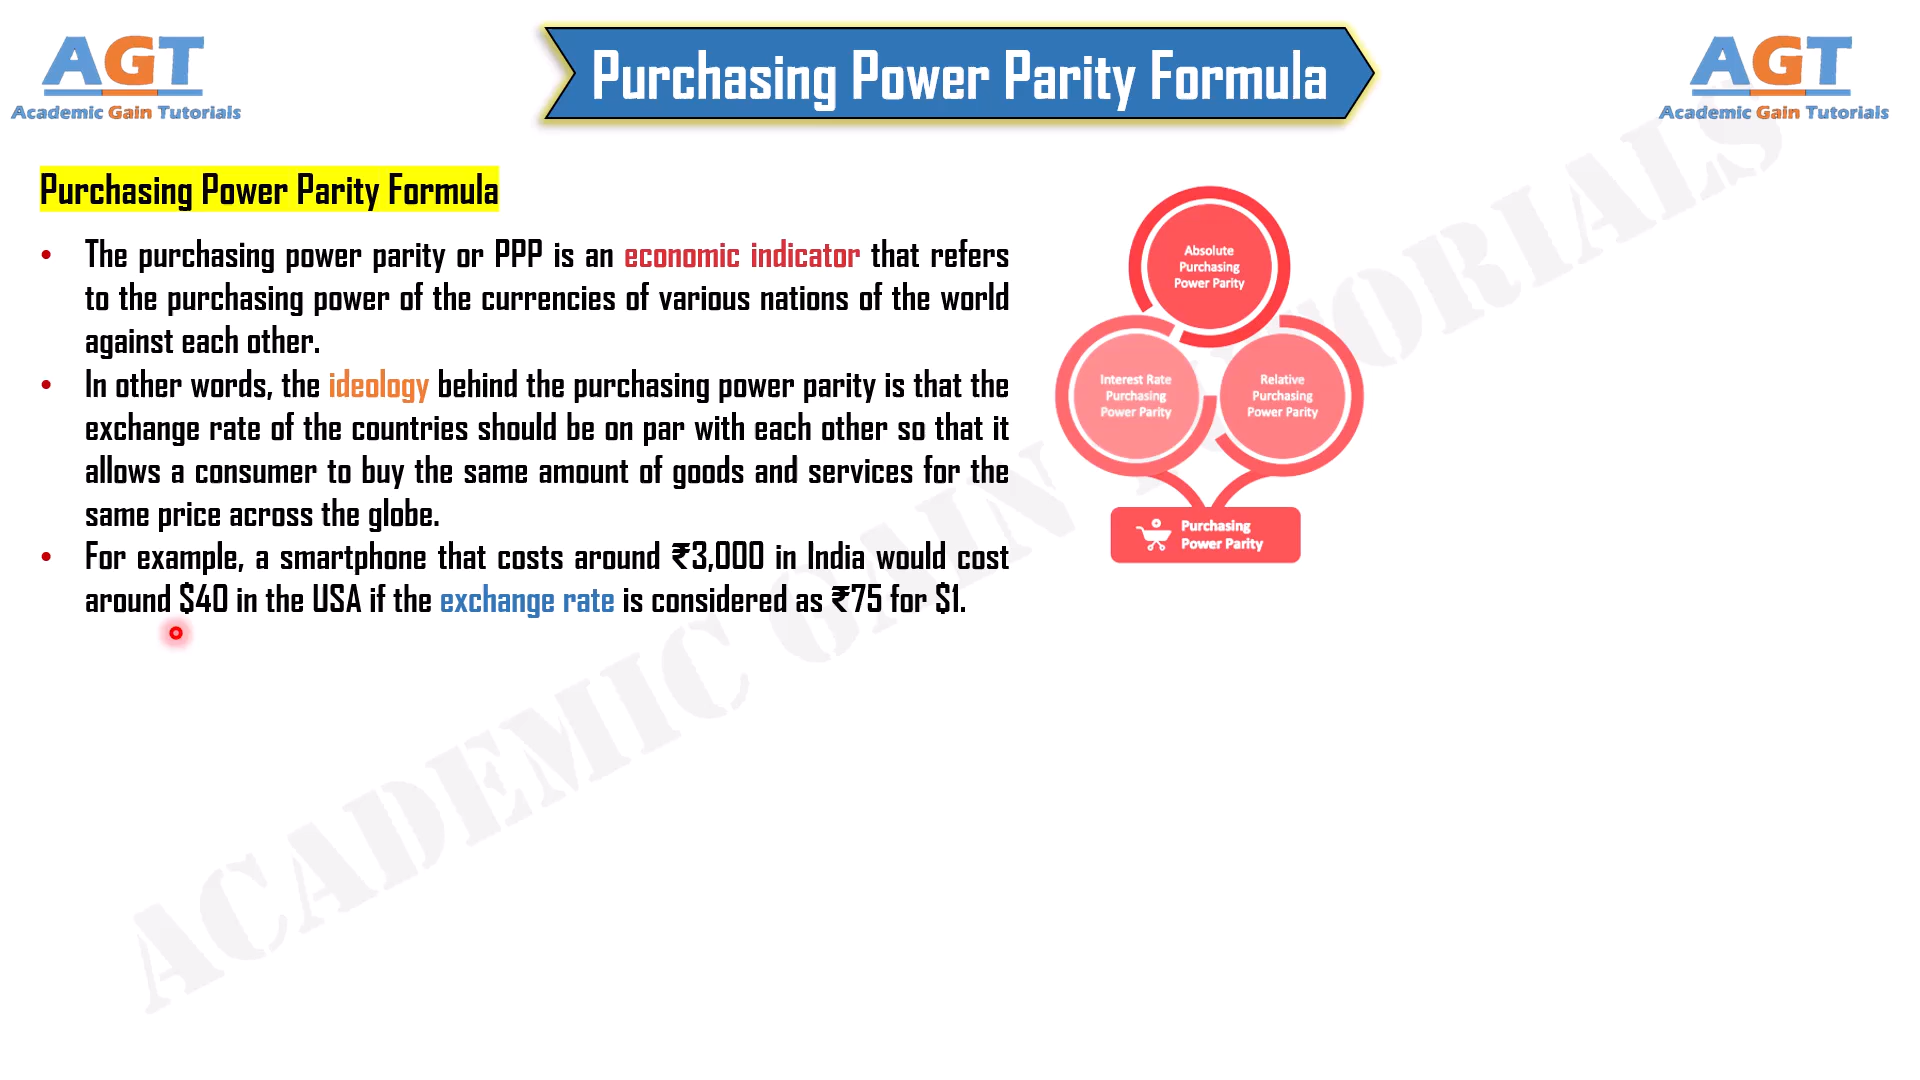 AGT
Academic Gain Tutorials
Purchasing Power Parity Formula
AGT
Academic Gain Tutorials
Purchasing Power Parity Formula
• The purchasing power parity or PPP is an economic indicator that refers
to the purchasing power of the currencies of various nations of the world
against each other.
• In other words, the ideology behind the purchasing power parity is that the
exchange rate of the countries should be on par with each other so that it
allows a consumer to buy the same amount of goods and services for the
same price across the globe.
• For example, a smartphone that costs around ₹3,000 in India would cost
around $40 in the USA if the exchange rate is considered as ₹75 for $1.
Absolute
Purchasing
Power Parity
Interest Rate
Purchasing
Power Parity
Relative
Purchasing
Power Parity
Purchasing
Power Parity
ACADEMIC GAIN TUTORIALS